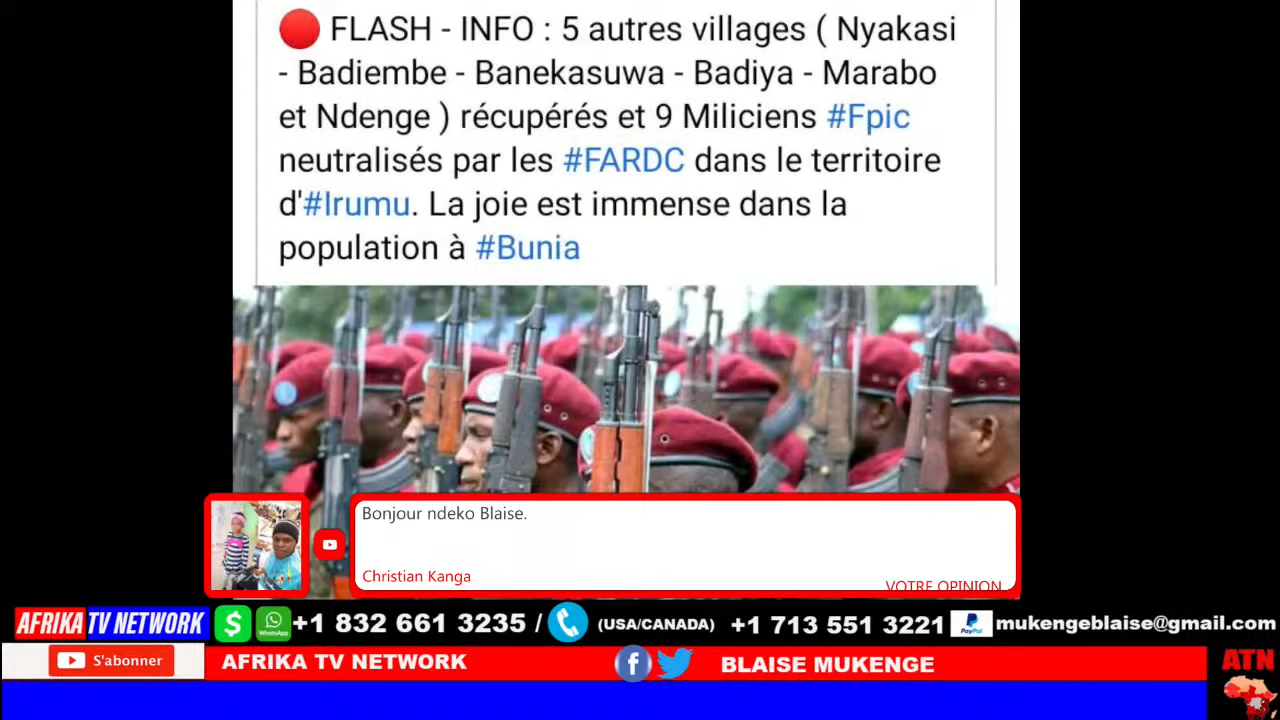 FLASH - INFO : 5 autres villages ( Nyakasi
- Badiembe - Banekasuwa - Badiya - Marabo
et Ndenge ) récupérés et 9 Miliciens #Fpic
neutralisés par les #FARDC dans le territoire
d'#Irumu. La joie est immense dans la
population à #Bunia
Bonjour ndeko Blaise.
Christian Kanga
VOTRE OPINION
AFRIKA TV NETWORK $ WhatsApp +1 832 661 3235 / (USA/CANADA) +1 713 551 3221 PayPal mukengeblaise@gmail.com
S'abonner AFRIKA TV NETWORK f BLAISE MUKENGE ATN